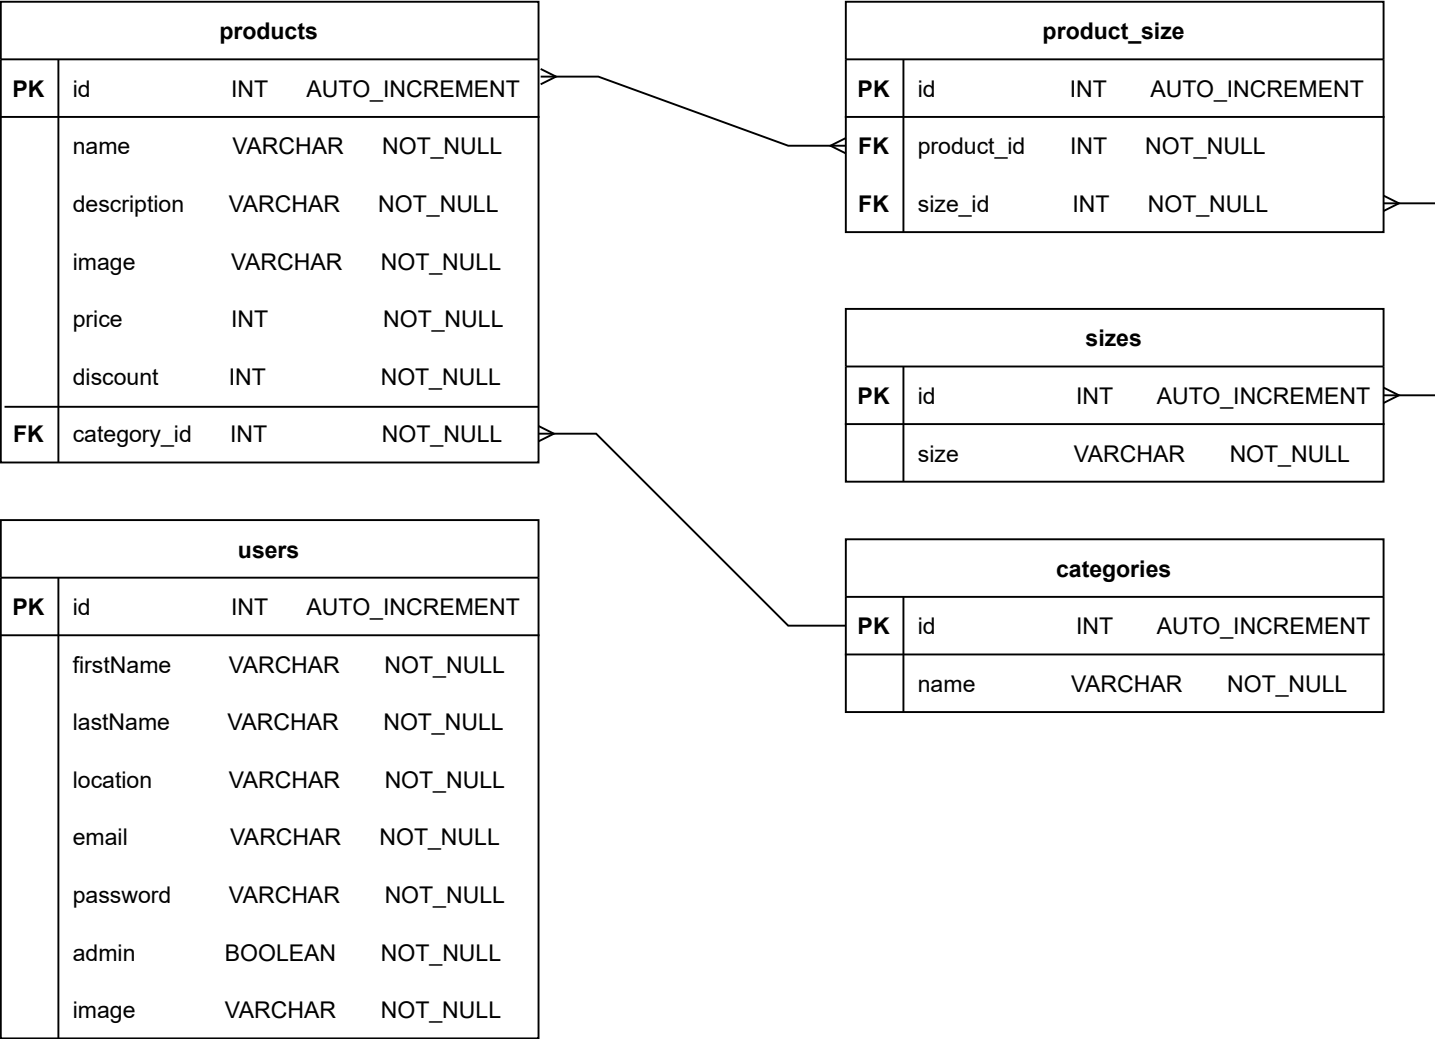 products
PK id INT AUTO_INCREMENT
name VARCHAR NOT_NULL
description VARCHAR NOT_NULL
image VARCHAR NOT_NULL
price INT NOT_NULL
discount INT NOT_NULL
FK category_id INT NOT_NULL
users
PK id INT AUTO_INCREMENT
firstName VARCHAR NOT_NULL
lastName VARCHAR NOT_NULL
location VARCHAR NOT_NULL
email VARCHAR NOT_NULL
password VARCHAR NOT_NULL
admin BOOLEAN NOT_NULL
image VARCHAR NOT_NULL
product_size
PK id INT AUTO_INCREMENT
FK product_id INT NOT_NULL
FK size_id INT NOT_NULL
sizes
PK id INT AUTO_INCREMENT
size VARCHAR NOT_NULL
categories
PK id INT AUTO_INCREMENT
name VARCHAR NOT_NULL